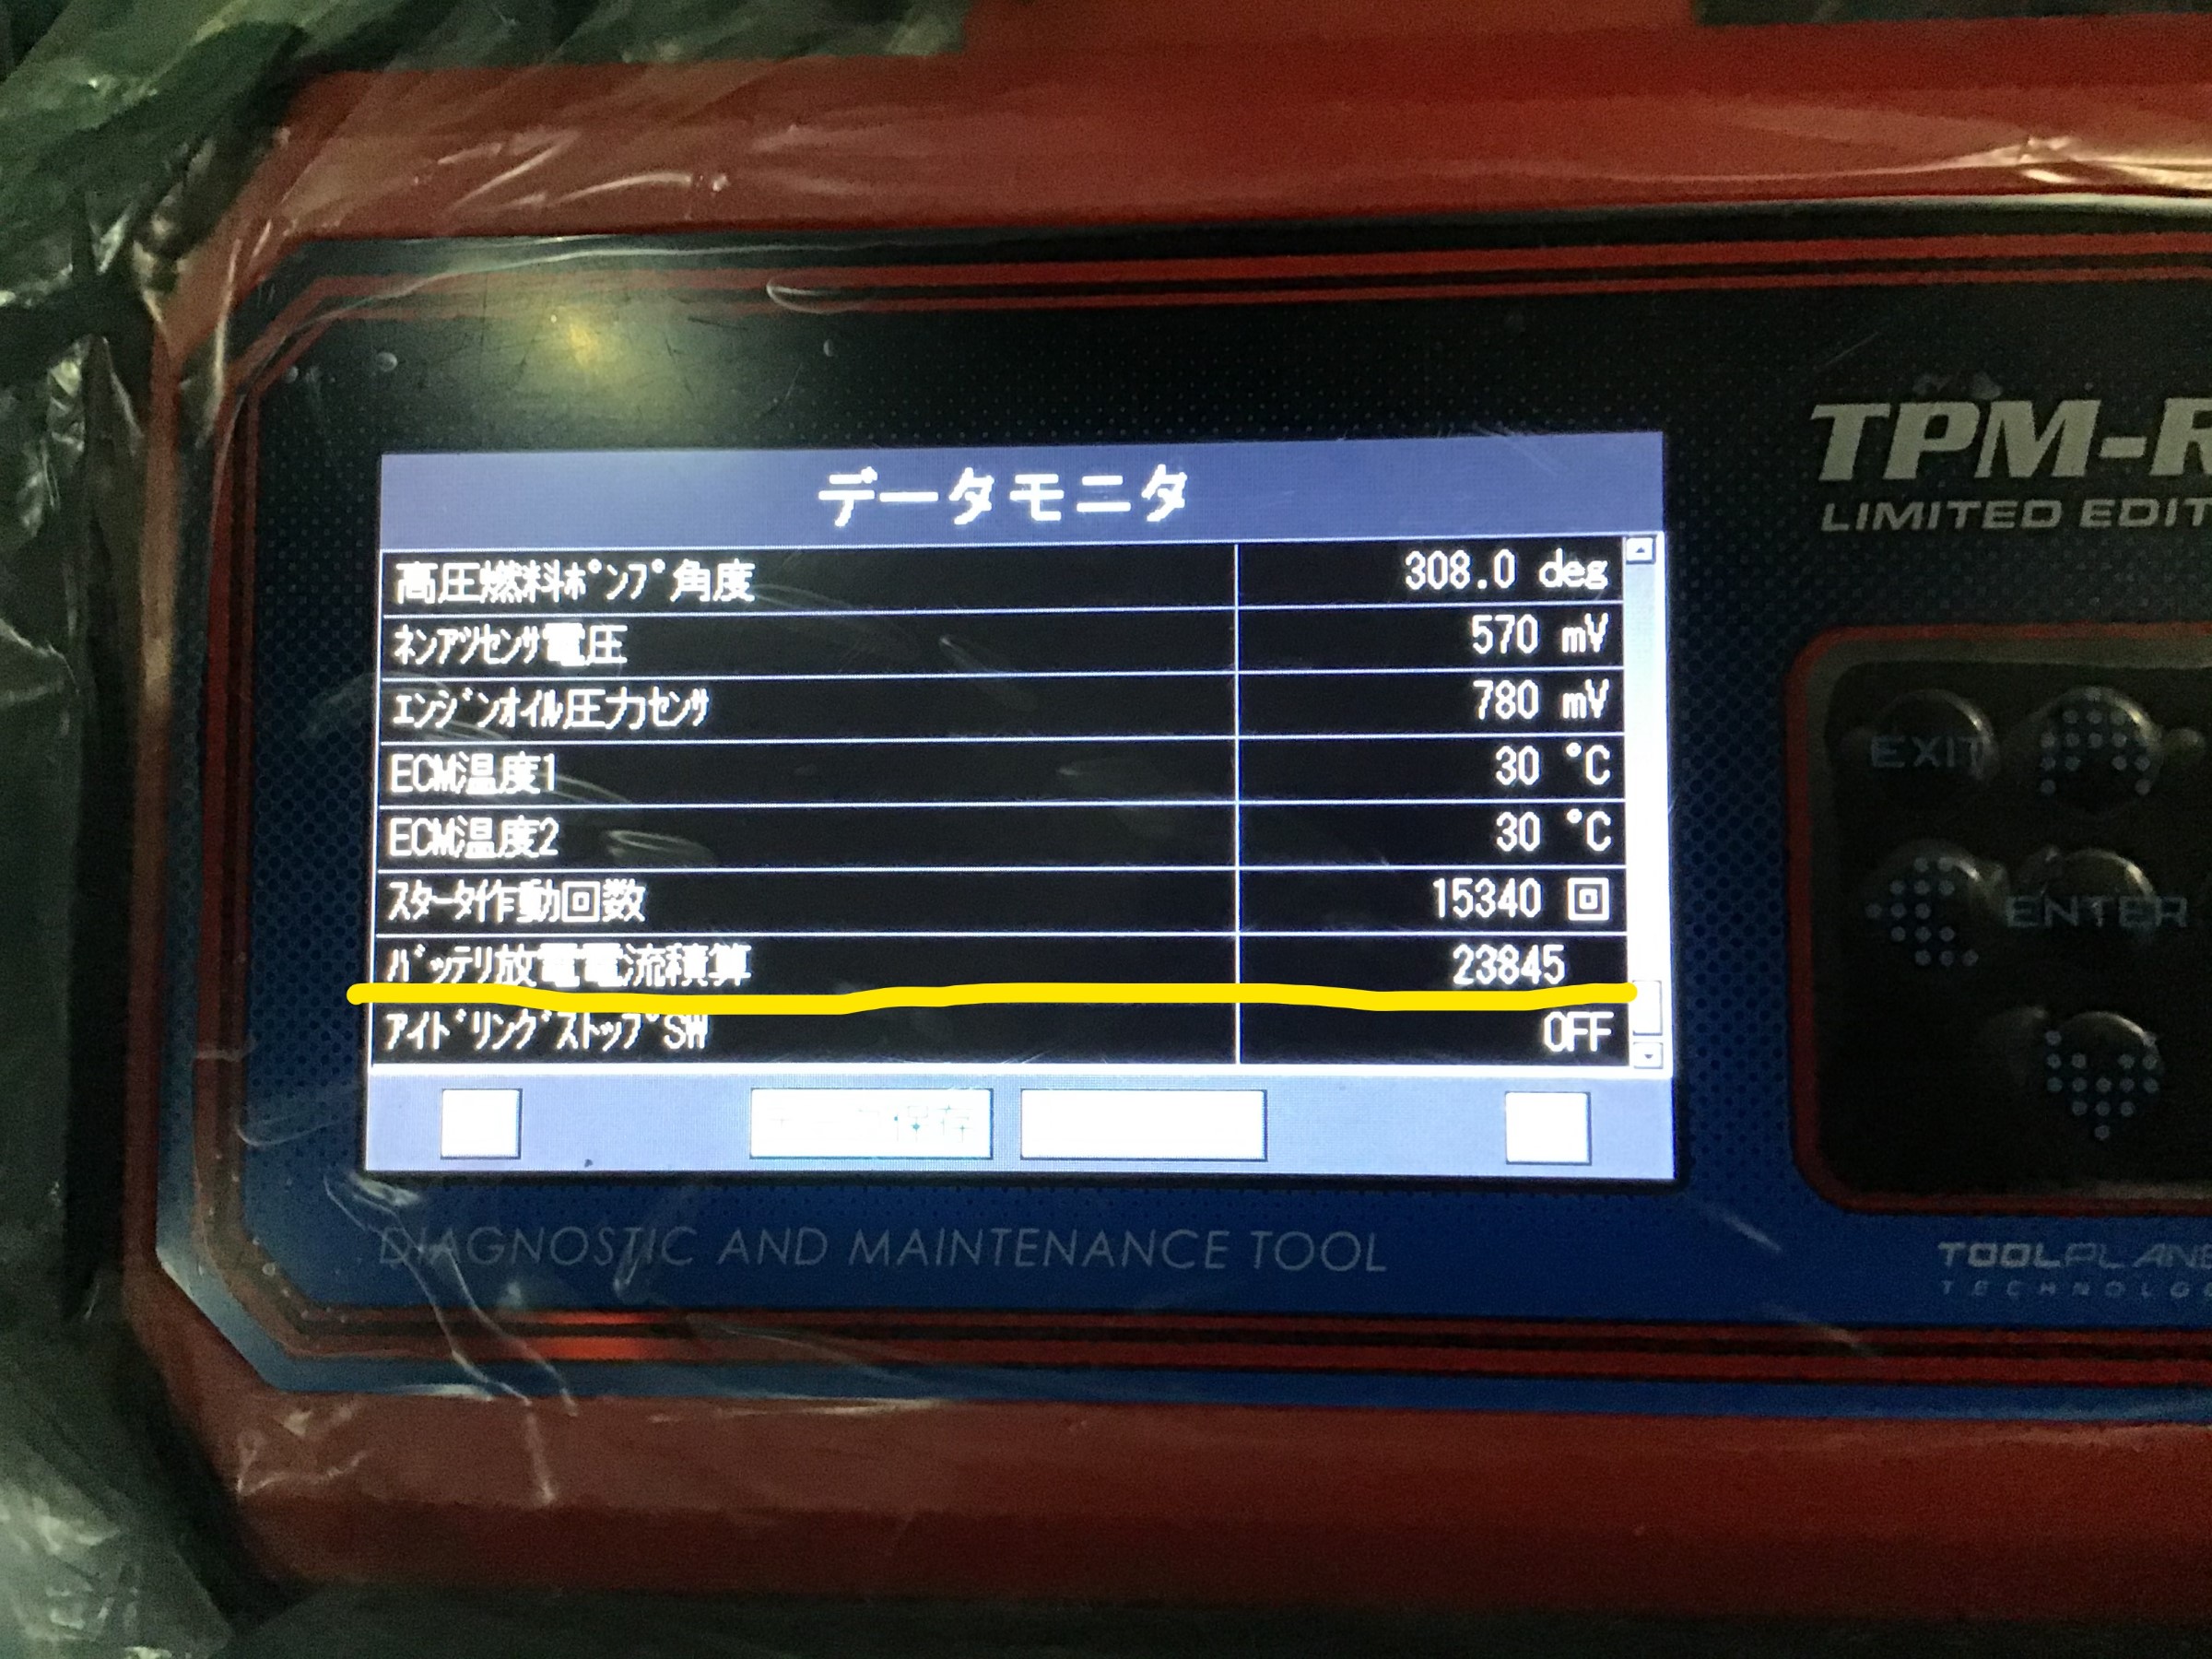 データモニタ
高圧燃料ﾎﾟﾝﾌﾟ角度 308.0 deg
ﾈﾝｱﾂｾﾝｻ電圧 570 mV
ｴﾝｼﾞﾝｵｲﾙ圧力ｾﾝｻ 780 mV
ECM温度1 30 °C
ECM温度2 30 °C
ｽﾀｰﾀ作動回数 15340 回
ﾊﾞｯﾃﾘ放電電流積算 23845
ｱｲﾄﾞﾘﾝｸﾞｽﾄｯﾌﾟSW OFF
保存
DIAGNOSTIC AND MAINTENANCE TOOL
TPM-R
LIMITED EDIT
EXIT
ENTER
TOOLPLANE
TECHNOLOG